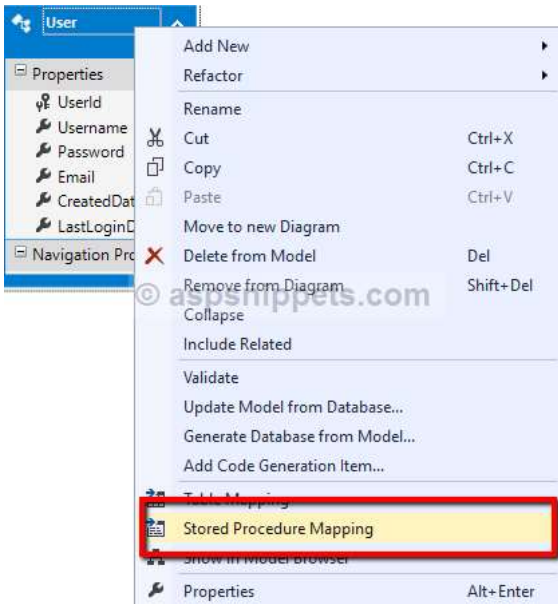 User
Properties
UserId
Username
Password
Email
CreatedDat
LastLoginD
Navigation Pro
Add New
Refactor
Rename
Cut Ctrl+X
Copy Ctrl+C
Paste Ctrl+V
Move to new Diagram
Delete from Model Del
Remove from Diagram Shift+Del
© aspsnippets.com
Collapse
Include Related
Validate
Update Model from Database...
Generate Database from Model...
Add Code Generation Item...
Table Mapping
Stored Procedure Mapping
Show in Model Browser
Properties Alt+Enter